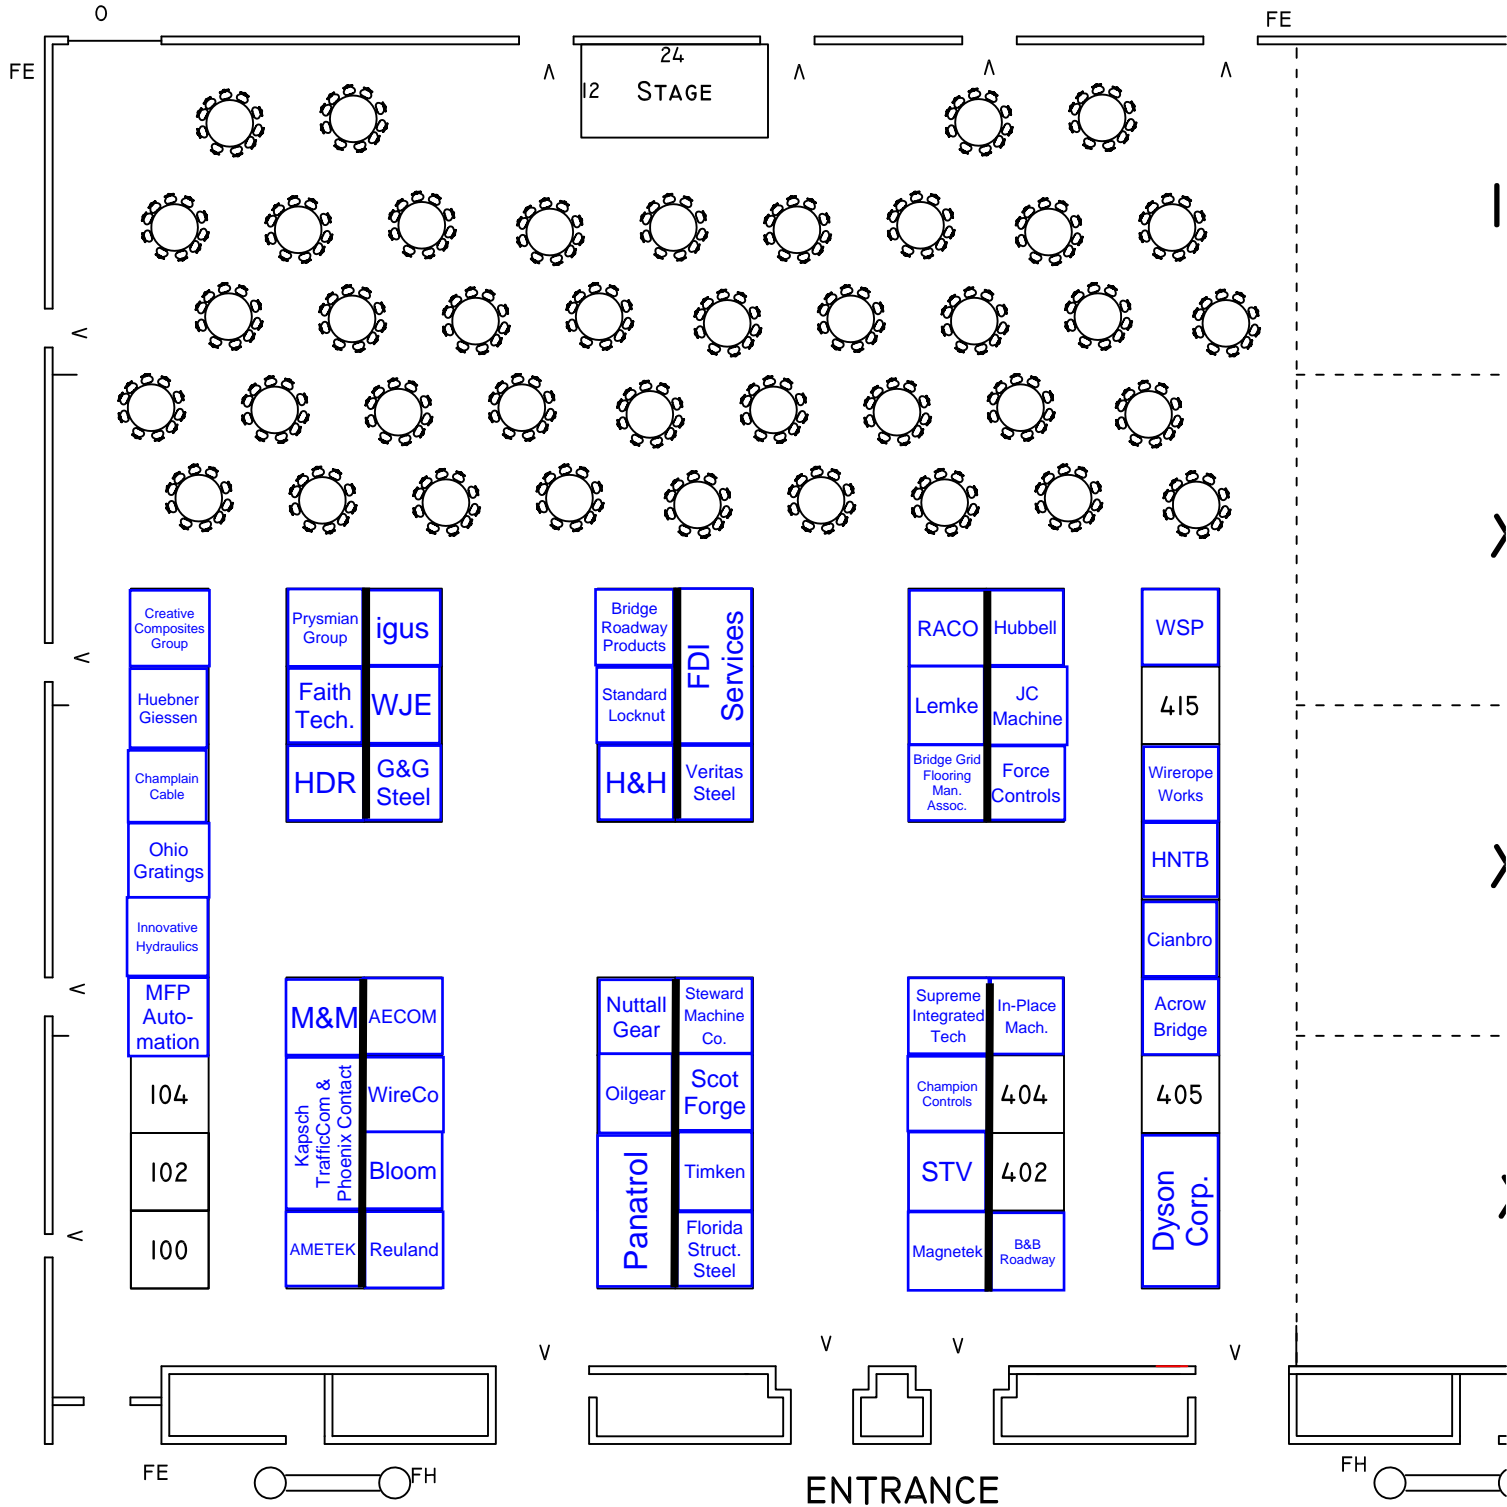 O
FE
FE
24
12
STAGE
Creative
Composites
Group
Prysmian
Group
igus
Bridge
Roadway
Products
FDI
Services
RACO
Hubbell
WSP
Huebner
Giessen
Faith
Tech.
WJE
Standard
Locknut
Lemke
JC
Machine
415
Champlain
Cable
HDR
G&G
Steel
H&H
Veritas
Steel
Bridge Grid
Flooring
Man.
Assoc.
Force
Controls
Wirerope
Works
Ohio
Gratings
HNTB
Innovative
Hydraulics
Cianbro
MFP
Auto-
mation
M&M
AECOM
Nuttall
Gear
Steward
Machine
Co.
Supreme
Integrated
Tech
In-Place
Mach.
Acrow
Bridge
104
Kapsch
TrafficCom &
Phoenix Contact
WireCo
Oilgear
Scot
Forge
Champion
Controls
404
405
102
Bloom
Panatrol
Timken
STV
402
Dyson
Corp.
100
AMETEK
Reuland
Florida
Struct.
Steel
Magnetek
B&B
Roadway
FE
FH
ENTRANCE
FH